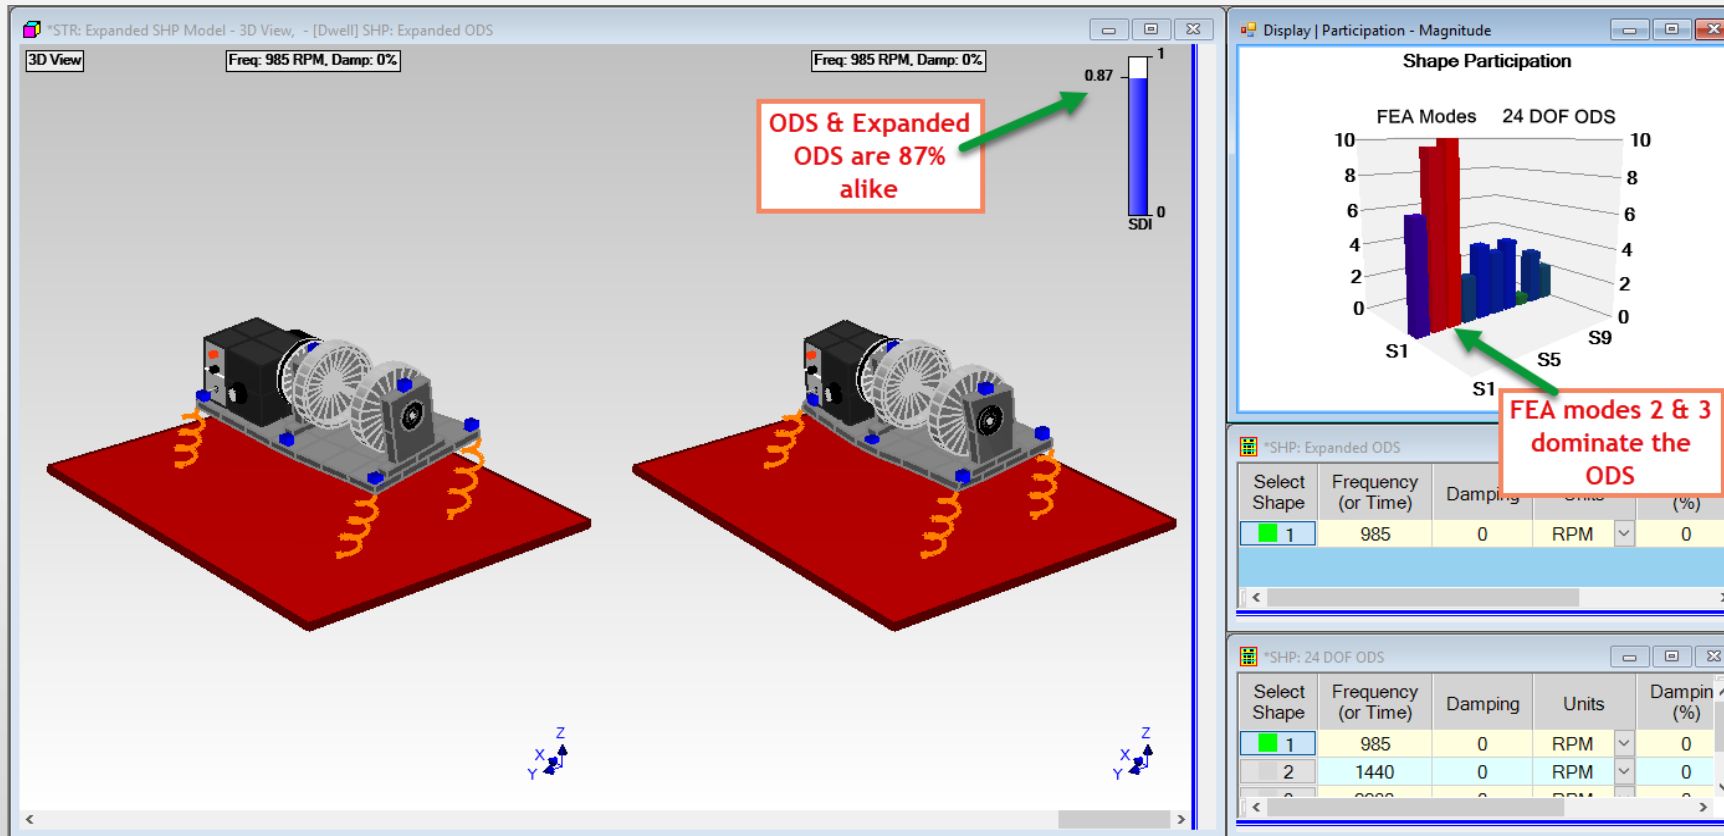 *STR: Expanded SHP Model - 3D View,  - [Dwell] SHP: Expanded ODS
3D View
Freq: 985 RPM, Damp: 0%
Freq: 985 RPM, Damp: 0%
1
0.87
0
SDI
ODS & Expanded
ODS are 87%
alike
X
Y
Z
X
Y
Z
Display | Participation - Magnitude
Shape Participation
FEA Modes
24 DOF ODS
10
8
6
4
2
0
10
8
6
4
2
0
S1
S1
S5
S9
FEA modes 2 & 3
dominate the
ODS
*SHP: Expanded ODS
Select Shape Frequency (or Time) Damping (%)
1 985 0 RPM 0
*SHP: 24 DOF ODS
Select Frequency Damping Units Dampin
Shape (or Time) (%)
1 985 0 RPM 0
2 1440 0 RPM 0